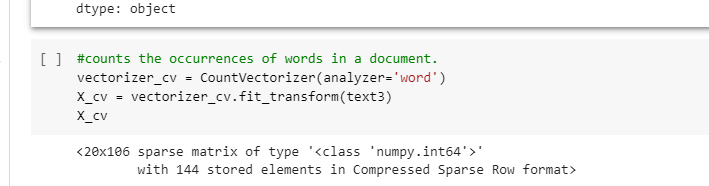 dtype: object
[ ] #counts the occurrences of words in a document.
vectorizer_cv = CountVectorizer(analyzer='word')
X_cv = vectorizer_cv.fit_transform(text3)
X_cv
<20x106 sparse matrix of type '<class 'numpy.int64'>'
with 144 stored elements in Compressed Sparse Row format>